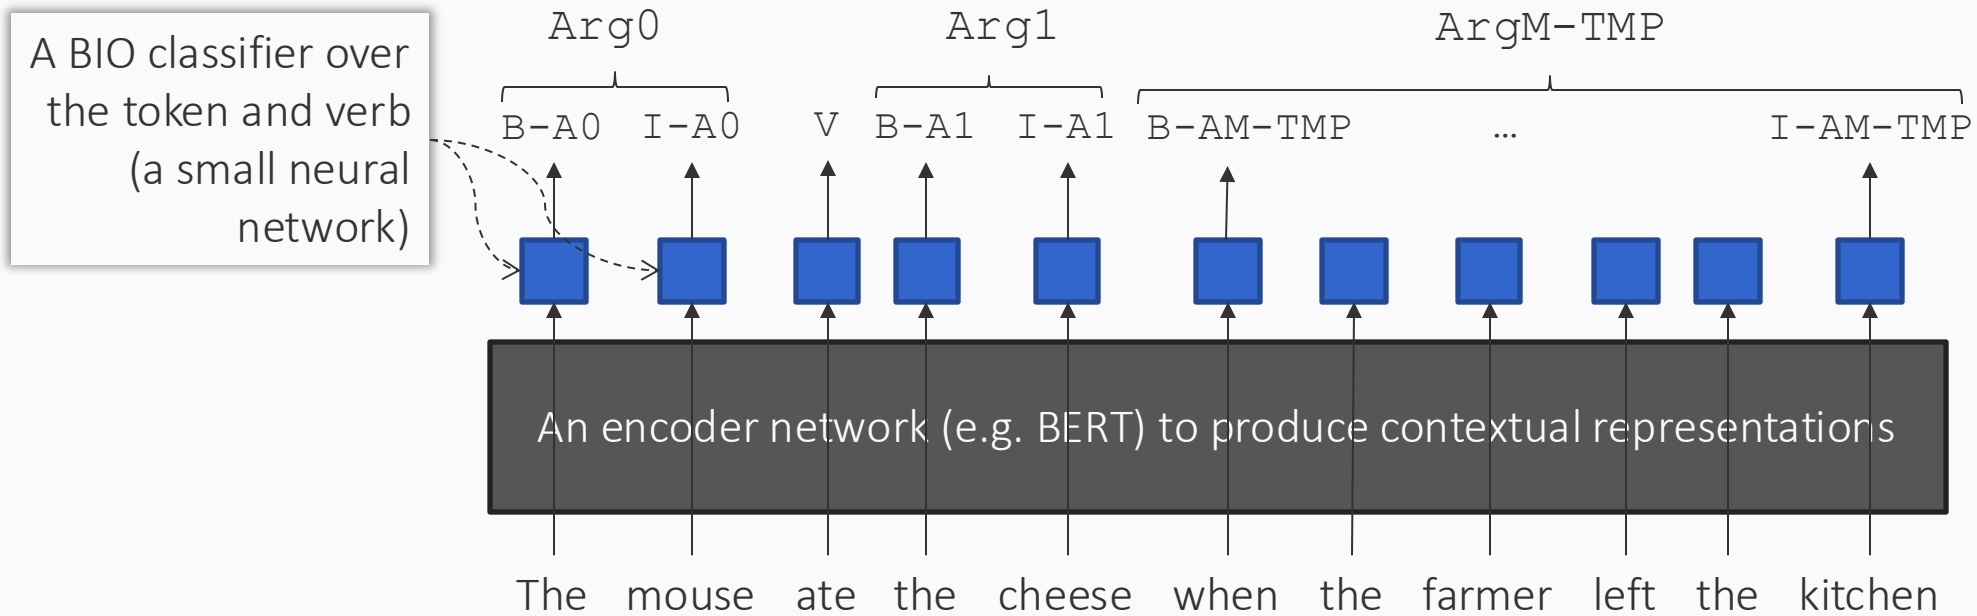 A BIO classifier over
the token and verb
(a small neural
network)
Arg0 Arg1 ArgM-TMP
B-A0 I-A0 V B-A1 I-A1 B-AM-TMP ... I-AM-TMP
An encoder network (e.g. BERT) to produce contextual representations
The mouse ate the cheese when the farmer left the kitchen